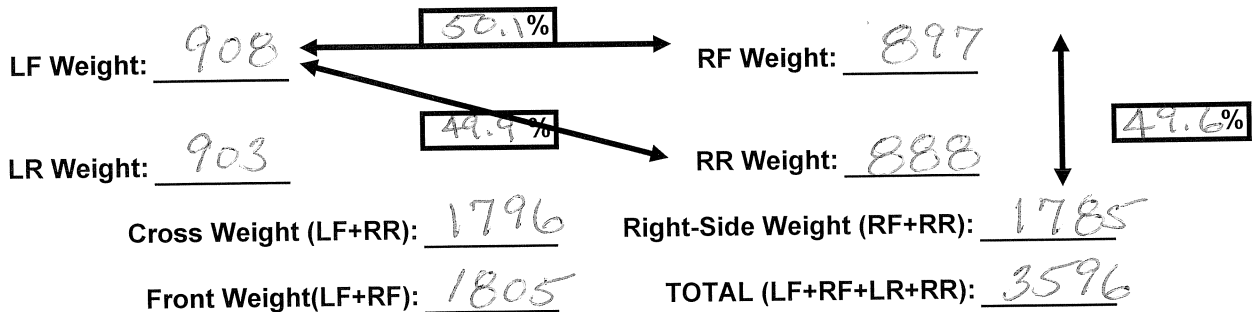 50.1%
LF Weight: 908 RF Weight: 897
49.9% 49.6%
LR Weight: 903 RR Weight: 888
Cross Weight (LF+RR): 1796 Right-Side Weight (RF+RR): 1785
Front Weight(LF+RF): 1805 TOTAL (LF+RF+LR+RR): 3596